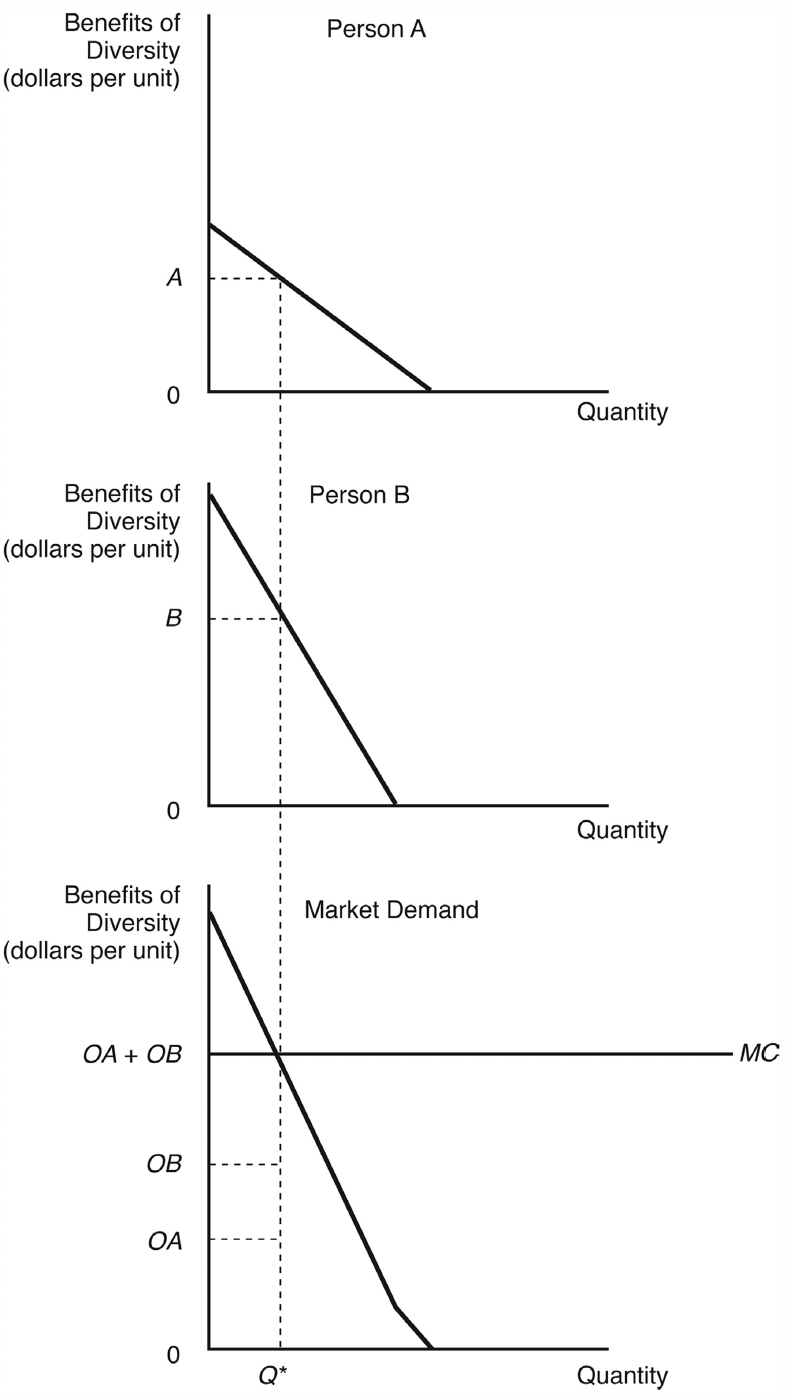 Benefits of
Diversity
(dollars per unit)
Person A
A
0
Quantity
Benefits of
Diversity
(dollars per unit)
Person B
B
0
Quantity
Benefits of
Diversity
(dollars per unit)
Market Demand
OA + OB
MC
OB
OA
0
Q*
Quantity